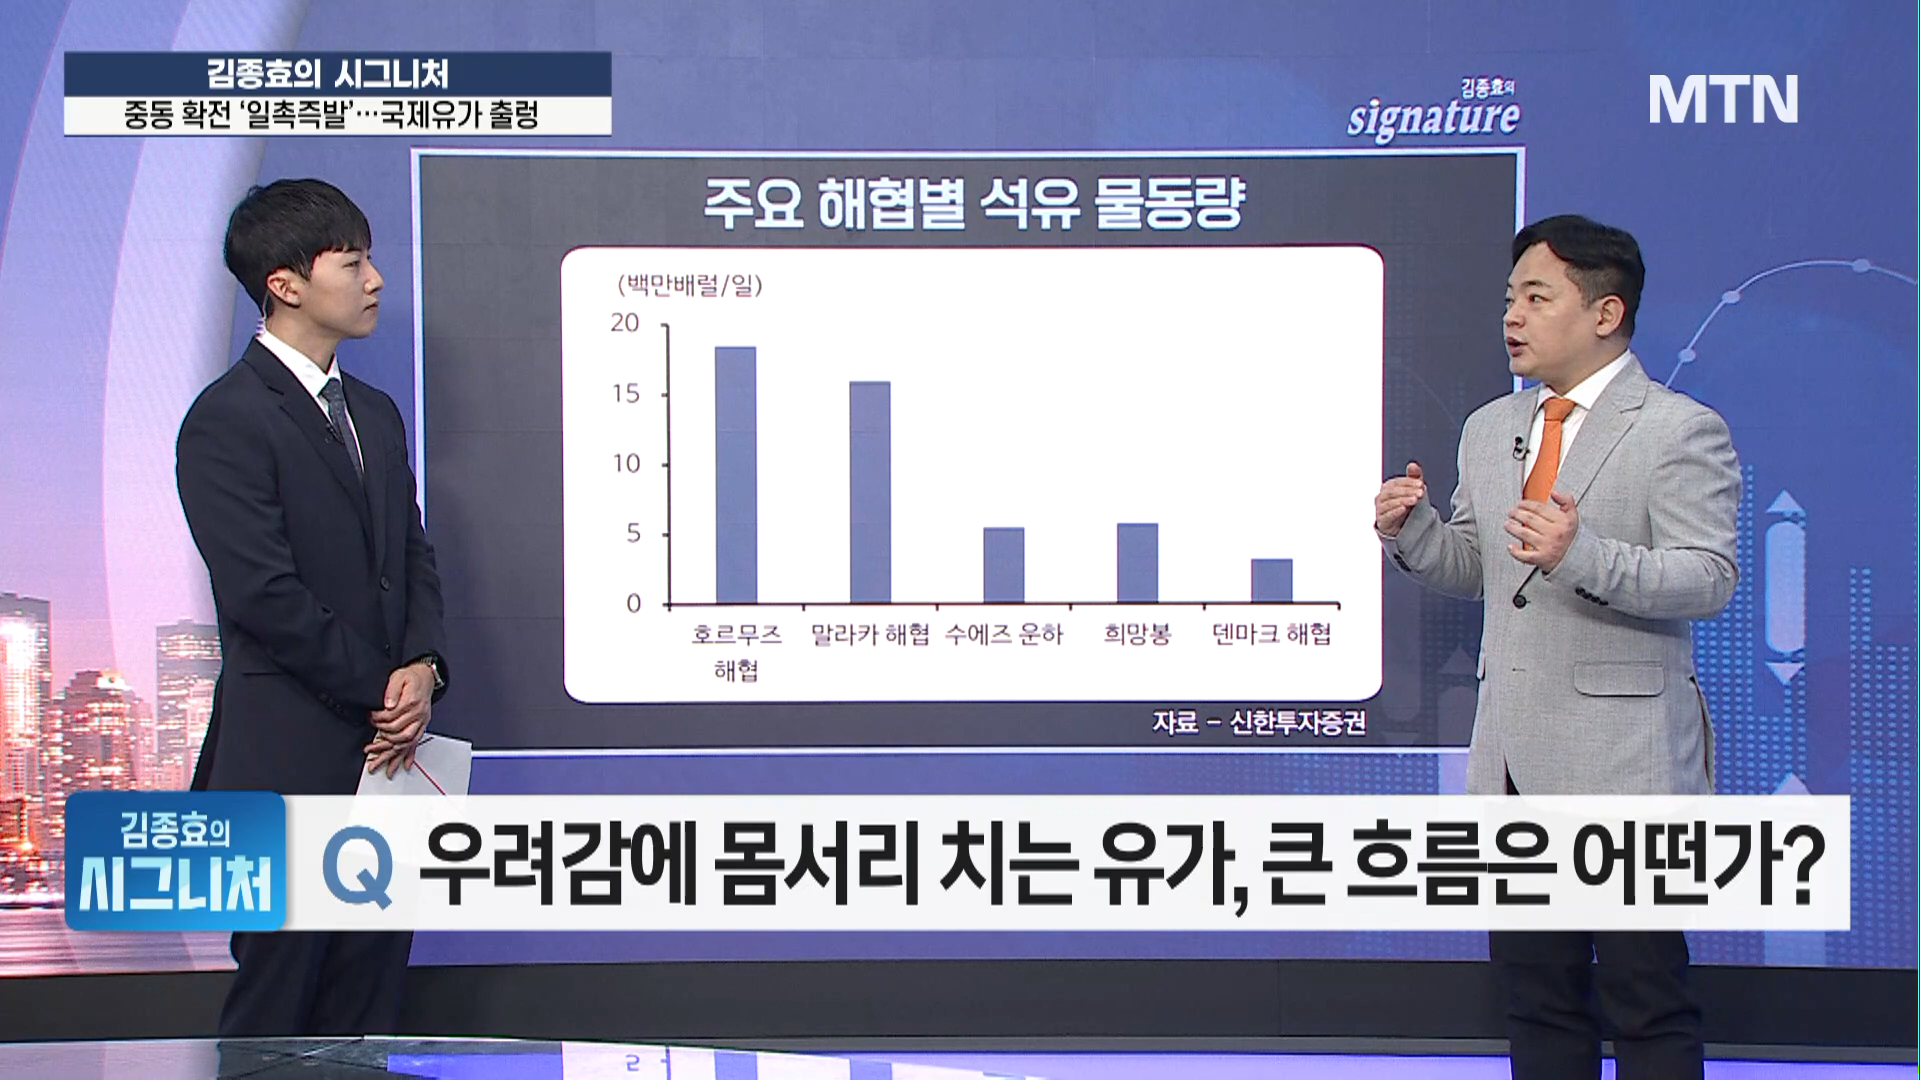 김종효의 시그니처
중동 확전 ‘일촉즉발’…국제유가 출렁
김종효의
signature
MTN
주요 해협별 석유 물동량
(백만배럴/일)
20
15
10
5
0
호르무즈 해협
말라카 해협
수에즈 운하
희망봉
덴마크 해협
자료 - 신한투자증권
김종효의
시그니처
Q 우려감에 몸서리 치는 유가, 큰 흐름은 어떤가?